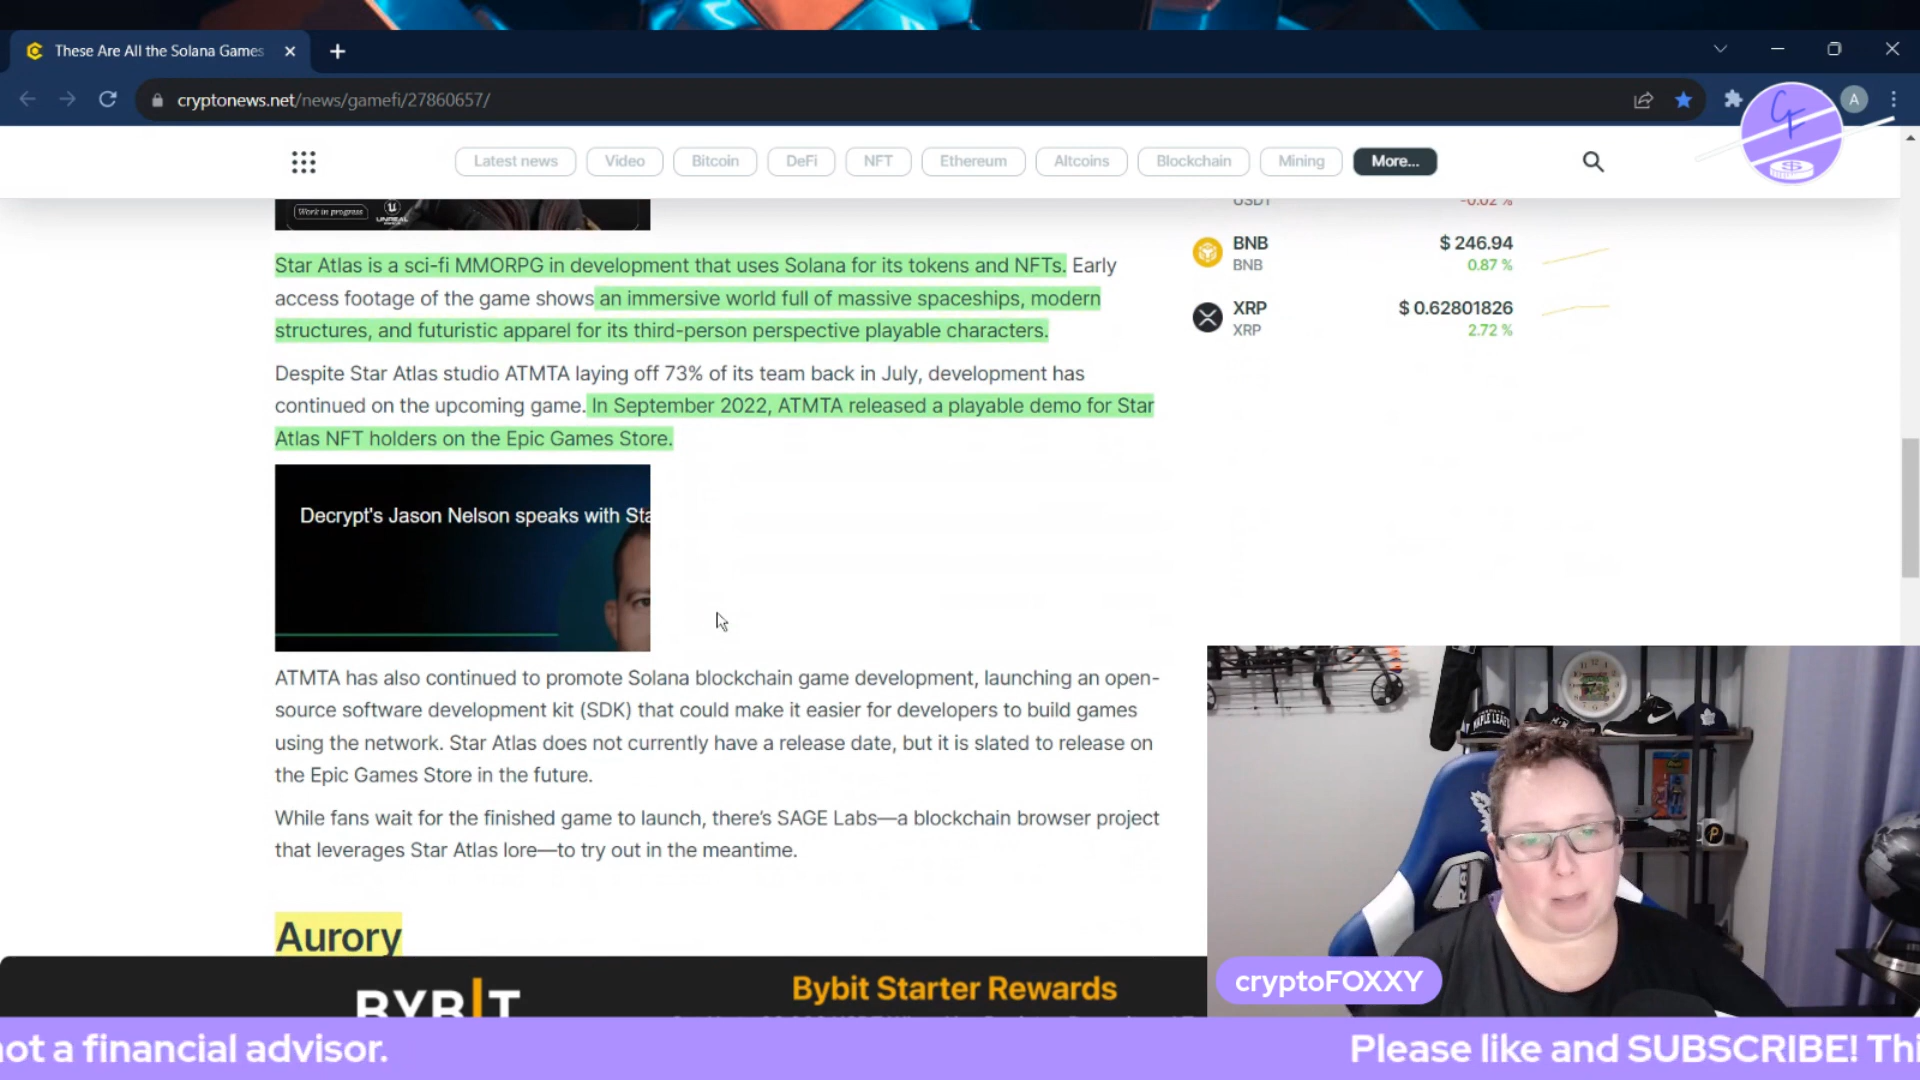 These Are All the Solana Games
cryptonews.net/news/gamefi/27860657/
A
CF
$
Latest news
Video
Bitcoin
DeFi
NFT
Ethereum
Altcoins
Blockchain
Mining
More...
Work in progress
UNREAL
USDT
-0.02 %
BNB
$ 246.94
BNB
0.87 %
XRP
$ 0.62801826
XRP
2.72 %
Star Atlas is a sci-fi MMORPG in development that uses Solana for its tokens and NFTs. Early
access footage of the game shows an immersive world full of massive spaceships, modern
structures, and futuristic apparel for its third-person perspective playable characters.
Despite Star Atlas studio ATMTA laying off 73% of its team back in July, development has
continued on the upcoming game. In September 2022, ATMTA released a playable demo for Star
Atlas NFT holders on the Epic Games Store.
Decrypt's Jason Nelson speaks with Sta
ATMTA has also continued to promote Solana blockchain game development, launching an open-
source software development kit (SDK) that could make it easier for developers to build games
using the network. Star Atlas does not currently have a release date, but it is slated to release on
the Epic Games Store in the future.
While fans wait for the finished game to launch, there's SAGE Labs—a blockchain browser project
that leverages Star Atlas lore—to try out in the meantime.
Aurory
BYBIT
Bybit Starter Rewards
MAPLE LEAFS
P
cryptoFOXXY
not a financial advisor.
Please like and SUBSCRIBE! Thi